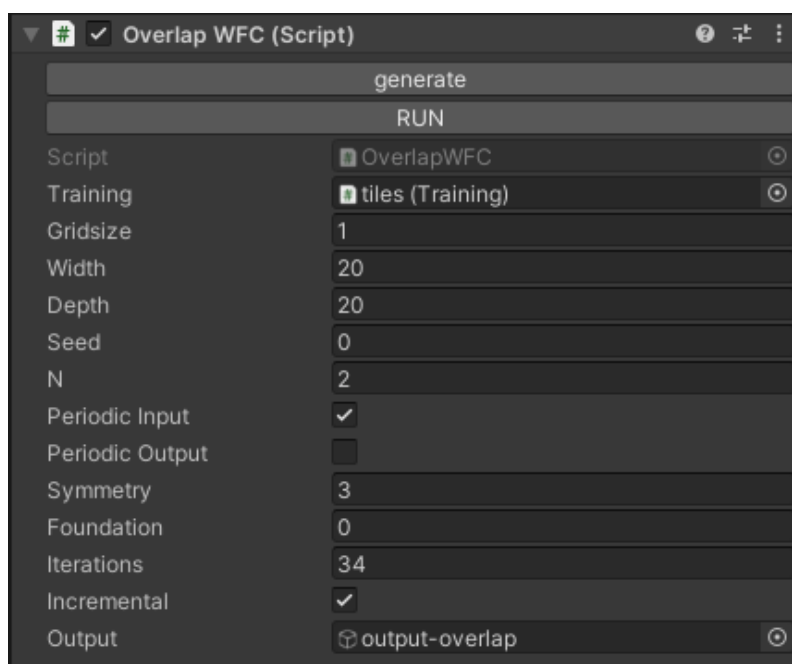 Overlap WFC (Script)
generate
RUN
Script OverlapWFC
Training tiles (Training)
Gridsize 1
Width 20
Depth 20
Seed 0
N 2
Periodic Input
Periodic Output
Symmetry 3
Foundation 0
Iterations 34
Incremental
Output output-overlap